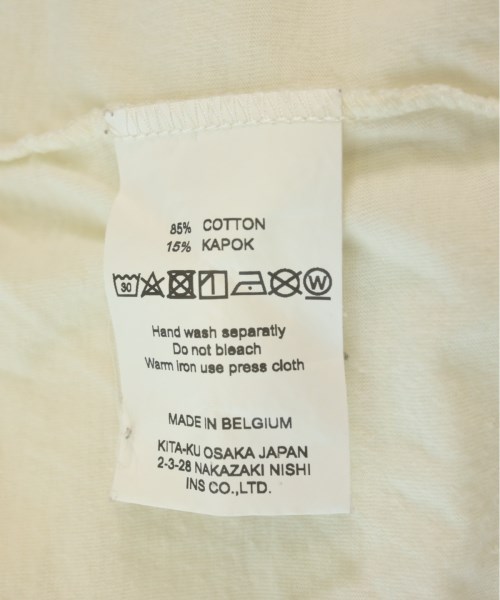 85% COTTON
15% KAPOK
30 W
Hand wash separatly
Do not bleach
Warm iron use press cloth
MADE IN BELGIUM
KITA-KU OSAKA JAPAN
2-3-28 NAKAZAKI NISHI
INS CO.,LTD.